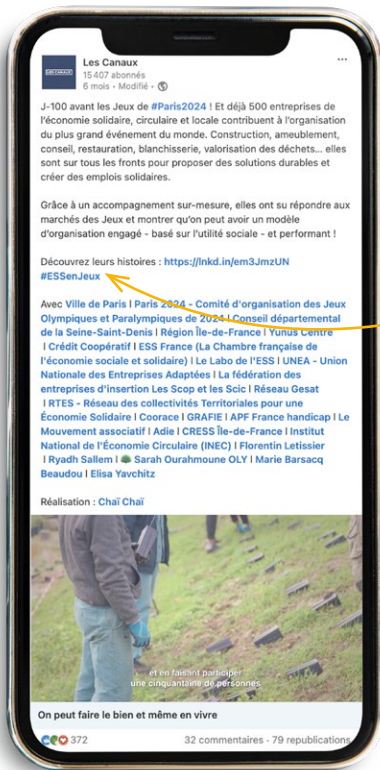 LES CANAUX
Les Canaux
15 407 abonnés
6 mois • Modifié •
J-100 avant les Jeux de #Paris2024 ! Et déjà 500 entreprises de
l'économie solidaire, circulaire et locale contribuent à l'organisation
du plus grand événement du monde. Construction, ameublement,
conseil, restauration, blanchisserie, valorisation des déchets... elles
sont sur tous les fronts pour proposer des solutions durables et
créer des emplois solidaires.
Grâce à un accompagnement sur-mesure, elles ont su répondre aux
marchés des Jeux et montrer qu'on peut avoir un modèle
d'organisation engagé - basé sur l'utilité sociale - et performant !
Découvrez leurs histoires : https://lnkd.in/em3JmzUN
#ESSenJeux
Avec Ville de Paris I Paris 2024 - Comité d'organisation des Jeux
Olympiques et Paralympiques de 2024 I Conseil départemental
de la Seine-Saint-Denis I Région Île-de-France I Yunus Centre
I Crédit Coopératif I ESS France (La Chambre française de
l'économie sociale et solidaire) I Le Labo de l'ESS I UNEA - Union
Nationale des Entreprises Adaptées I La fédération des
entreprises d'insertion Les Scop et les Scic I Réseau Gesat
I RTES - Réseau des collectivités Territoriales pour une
Économie Solidaire I Coorace I GRAFIE I APF France handicap I Le
Mouvement associatif I Adie I CRESS Île-de-France I Institut
National de l'Économie Circulaire (INEC) I Florentin Letissier
I Ryadh Sallem I Sarah Ourahmoune OLY I Marie Barsacq
Beaudou I Elisa Yavchitz
Réalisation : Chaï Chaï
et en faisant participer
une cinquantaine de personnes
On peut faire le bien et même en vivre
372
32 commentaires · 79 republications